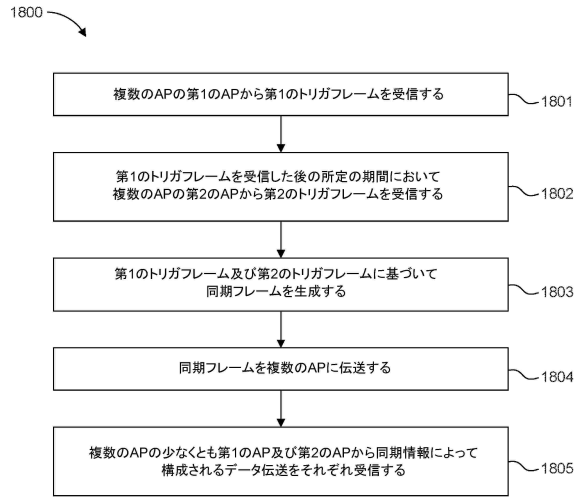 1800
複数のAPの第1のAPから第1のトリガフレームを受信する
1801
第1のトリガフレームを受信した後の所定の期間において
複数のAPの第2のAPから第2のトリガフレームを受信する
1802
第1のトリガフレーム及び第2のトリガフレームに基づいて
同期フレームを生成する
1803
同期フレームを複数のAPに伝送する
1804
複数のAPの少なくとも第1のAP及び第2のAPから同期情報によって
構成されるデータ伝送をそれぞれ受信する
1805